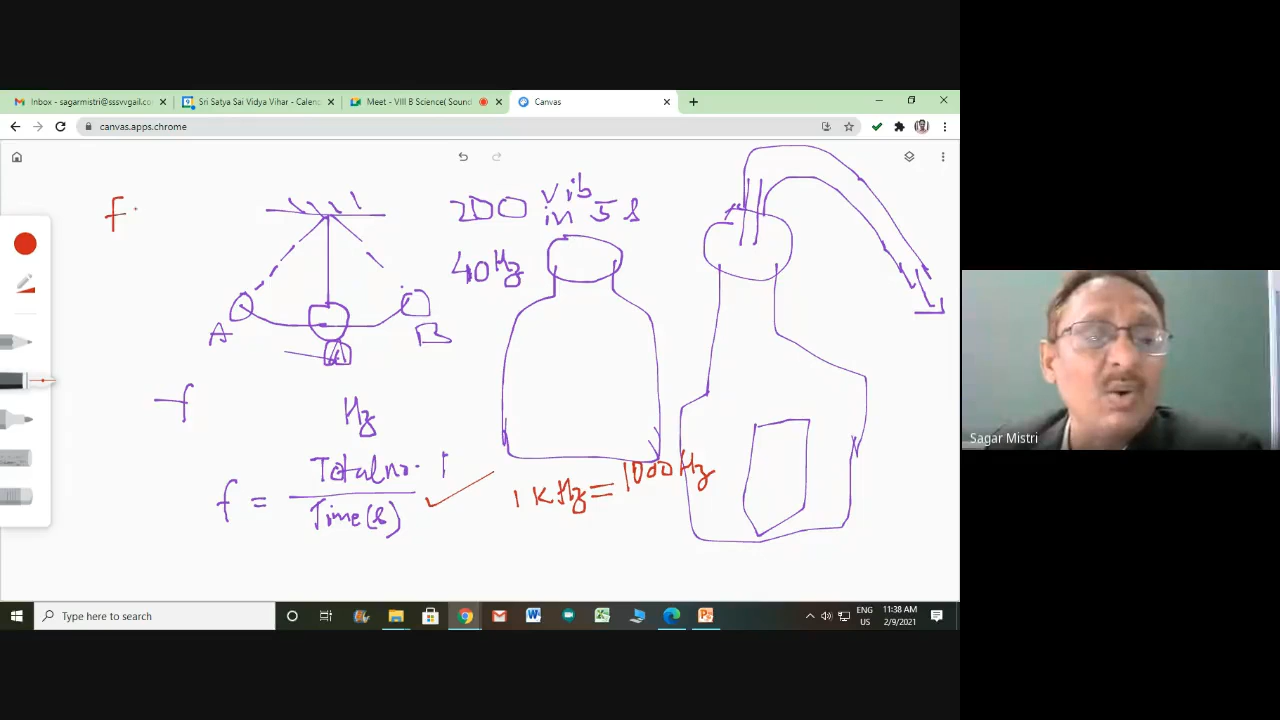 Inbox - sagarmistri@sssvvgail.co
Sri Satya Sai Vidya Vihar - Calen
Meet - VIII B Science( Sound
Canvas
canvas.apps.chrome
f
200 vib
in 5 s
40 Hz
A
B
f
Hz
f = Total no. / Time (s)
1 KHz = 1000 Hz
Sagar Mistri
Type here to search
ENG
US
11:38 AM
2/9/2021